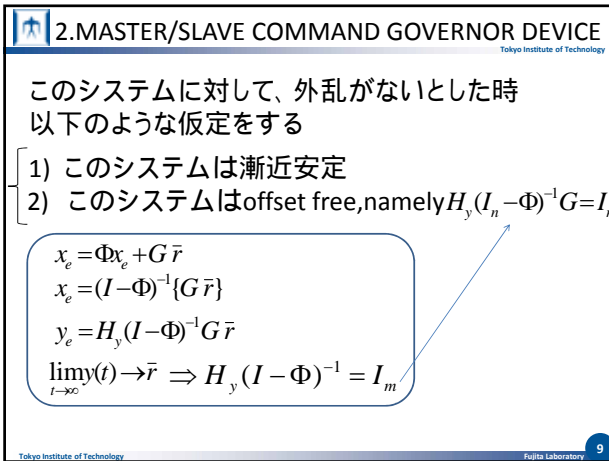 2.MASTER/SLAVE COMMAND GOVERNOR DEVICE
Tokyo Institute of Technology
このシステムに対して、外乱がないとした時
以下のような仮定をする
1) このシステムは漸近安定
2) このシステムはoffset free,namely H_y(I_n−Φ)^{−1}G=I
x_e=Φx_e+G r̄
x_e=(I−Φ)^{−1}{G r̄}
y_e=H_y(I−Φ)^{−1}G r̄
lim_{t→∞} y(t)→r̄ ⇒ H_y(I−Φ)^{−1}=I_m
Tokyo Institute of Technology
Fujita Laboratory
9